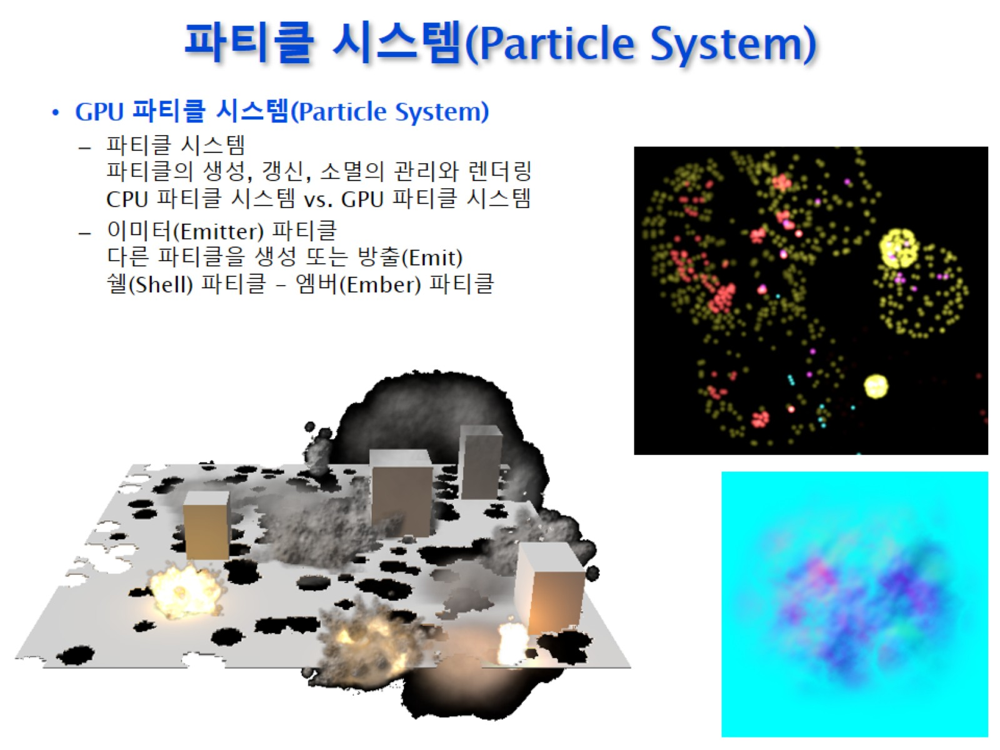 파티클 시스템(Particle System)
• GPU 파티클 시스템(Particle System)
– 파티클 시스템
파티클의 생성, 갱신, 소멸의 관리와 렌더링
CPU 파티클 시스템 vs. GPU 파티클 시스템
– 이미터(Emitter) 파티클
다른 파티클을 생성 또는 방출(Emit)
쉘(Shell) 파티클 – 엠버(Ember) 파티클